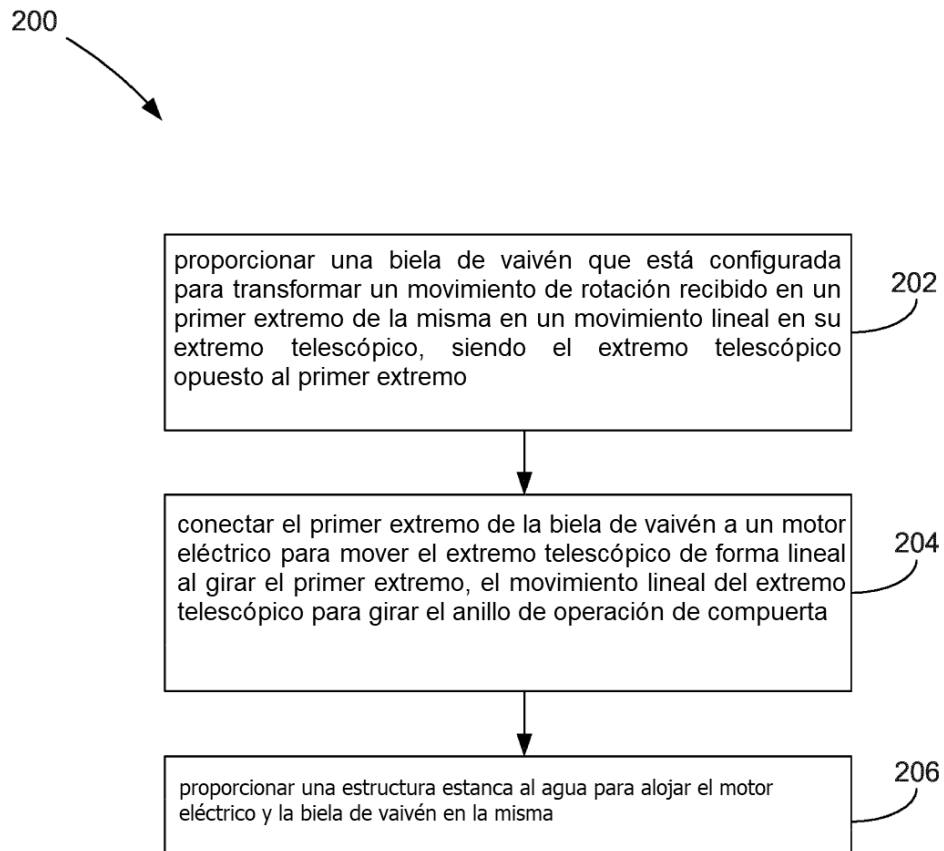 200
proporcionar una biela de vaivén que está configurada
para transformar un movimiento de rotación recibido en un
primer extremo de la misma en un movimiento lineal en su
extremo telescópico, siendo el extremo telescópico
opuesto al primer extremo
202
conectar el primer extremo de la biela de vaivén a un motor
eléctrico para mover el extremo telescópico de forma lineal
al girar el primer extremo, el movimiento lineal del extremo
telescópico para girar el anillo de operación de compuerta
204
proporcionar una estructura estanca al agua para alojar el motor
eléctrico y la biela de vaivén en la misma
206